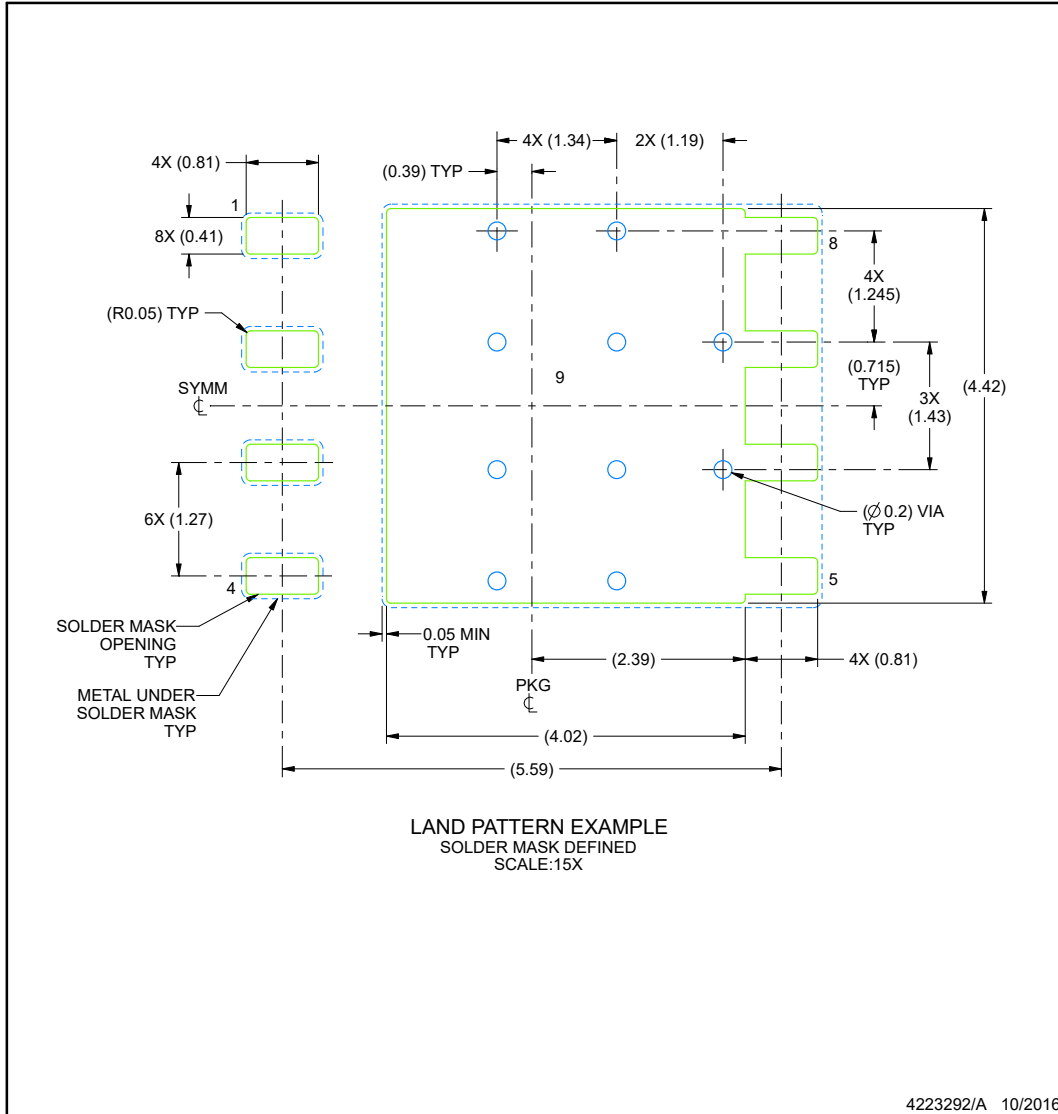 4X (1.34)
2X (1.19)
4X (0.81)
(0.39) TYP
1
8X (0.41)
8
4X
(1.245)
(R0.05) TYP
(0.715)
TYP
9
SYMM
(4.42)
3X
(1.43)
6X (1.27)
(Ø 0.2) VIA
TYP
4
5
SOLDER MASK
OPENING
TYP
0.05 MIN
TYP
(2.39)
4X (0.81)
METAL UNDER
SOLDER MASK
TYP
PKG
(4.02)
(5.59)
LAND PATTERN EXAMPLE
SOLDER MASK DEFINED
SCALE:15X
4223292/A 10/2016